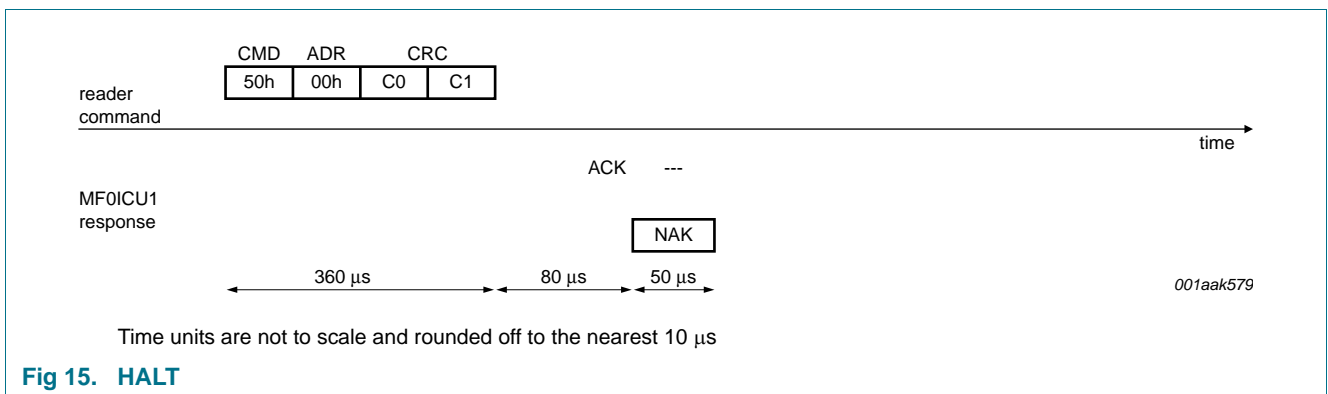 CMD ADR CRC
50h 00h C0 C1
reader
command
time
ACK ---
MF0ICU1
response
NAK
360 μs 80 μs 50 μs
001aak579
Time units are not to scale and rounded off to the nearest 10 μs
Fig 15. HALT